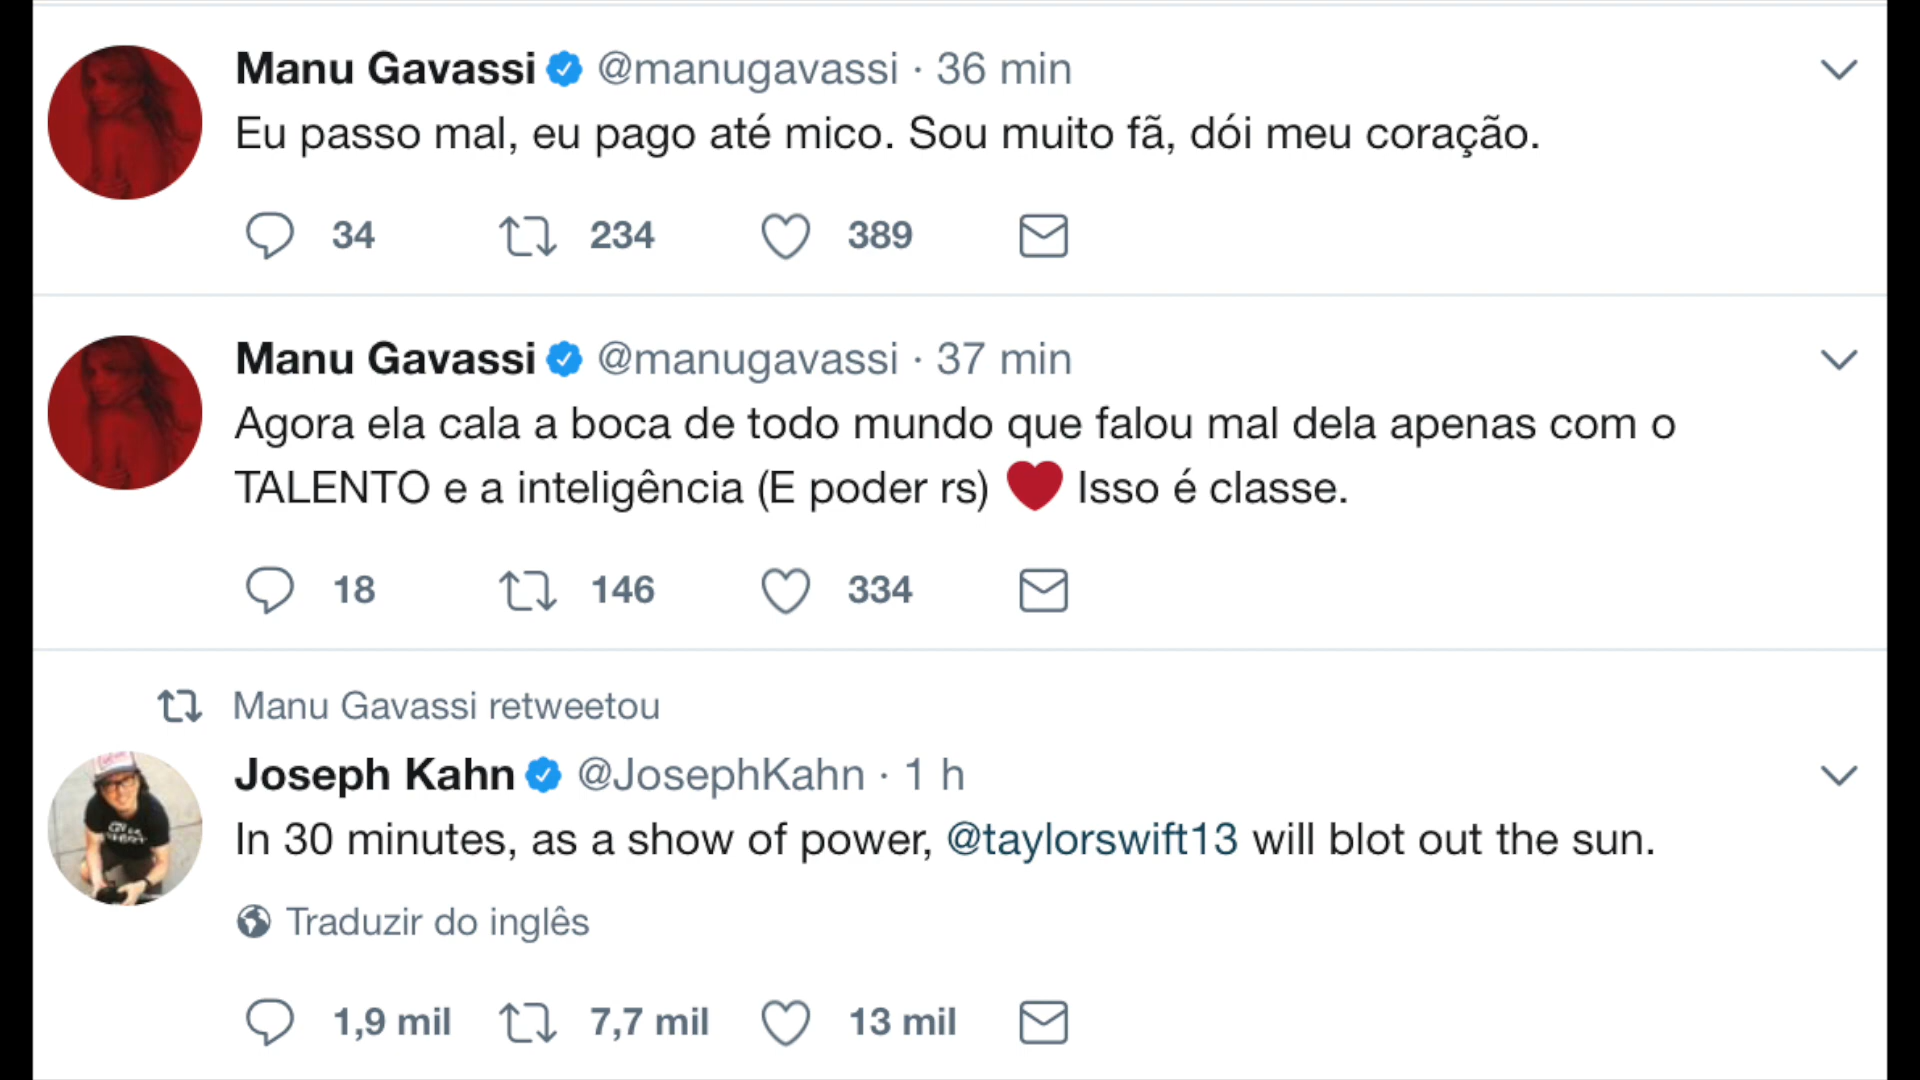 Manu Gavassi @manugavassi · 36 min
Eu passo mal, eu pago até mico. Sou muito fã, dói meu coração.
34 234 389
Manu Gavassi @manugavassi · 37 min
Agora ela cala a boca de todo mundo que falou mal dela apenas com o
TALENTO e a inteligência (E poder rs) ❤ Isso é classe.
18 146 334
Manu Gavassi retweetou
Joseph Kahn @JosephKahn · 1 h
In 30 minutes, as a show of power, @taylorswift13 will blot out the sun.
Traduzir do inglês
1,9 mil 7,7 mil 13 mil